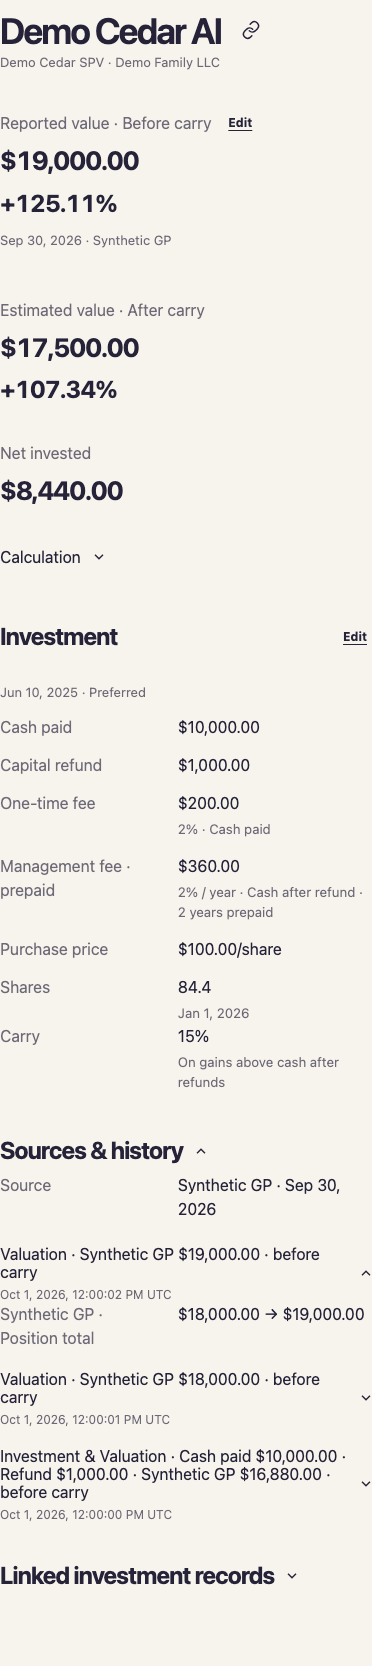 Demo Cedar AI
Demo Cedar SPV · Demo Family LLC
Reported value · Before carry Edit
$19,000.00
+125.11%
Sep 30, 2026 · Synthetic GP
Estimated value · After carry
$17,500.00
+107.34%
Net invested
$8,440.00
Calculation
Investment Edit
Jun 10, 2025 · Preferred
Cash paid $10,000.00
Capital refund $1,000.00
One-time fee $200.00
2% · Cash paid
Management fee · $360.00
prepaid 2% / year · Cash after refund ·
2 years prepaid
Purchase price $100.00/share
Shares 84.4
Jan 1, 2026
Carry 15%
On gains above cash after
refunds
Sources & history
Source Synthetic GP · Sep 30,
2026
Valuation · Synthetic GP $19,000.00 · before
carry
Oct 1, 2026, 12:00:02 PM UTC
Synthetic GP · $18,000.00 → $19,000.00
Position total
Valuation · Synthetic GP $18,000.00 · before
carry
Oct 1, 2026, 12:00:01 PM UTC
Investment & Valuation · Cash paid $10,000.00 ·
Refund $1,000.00 · Synthetic GP $16,880.00 ·
before carry
Oct 1, 2026, 12:00:00 PM UTC
Linked investment records